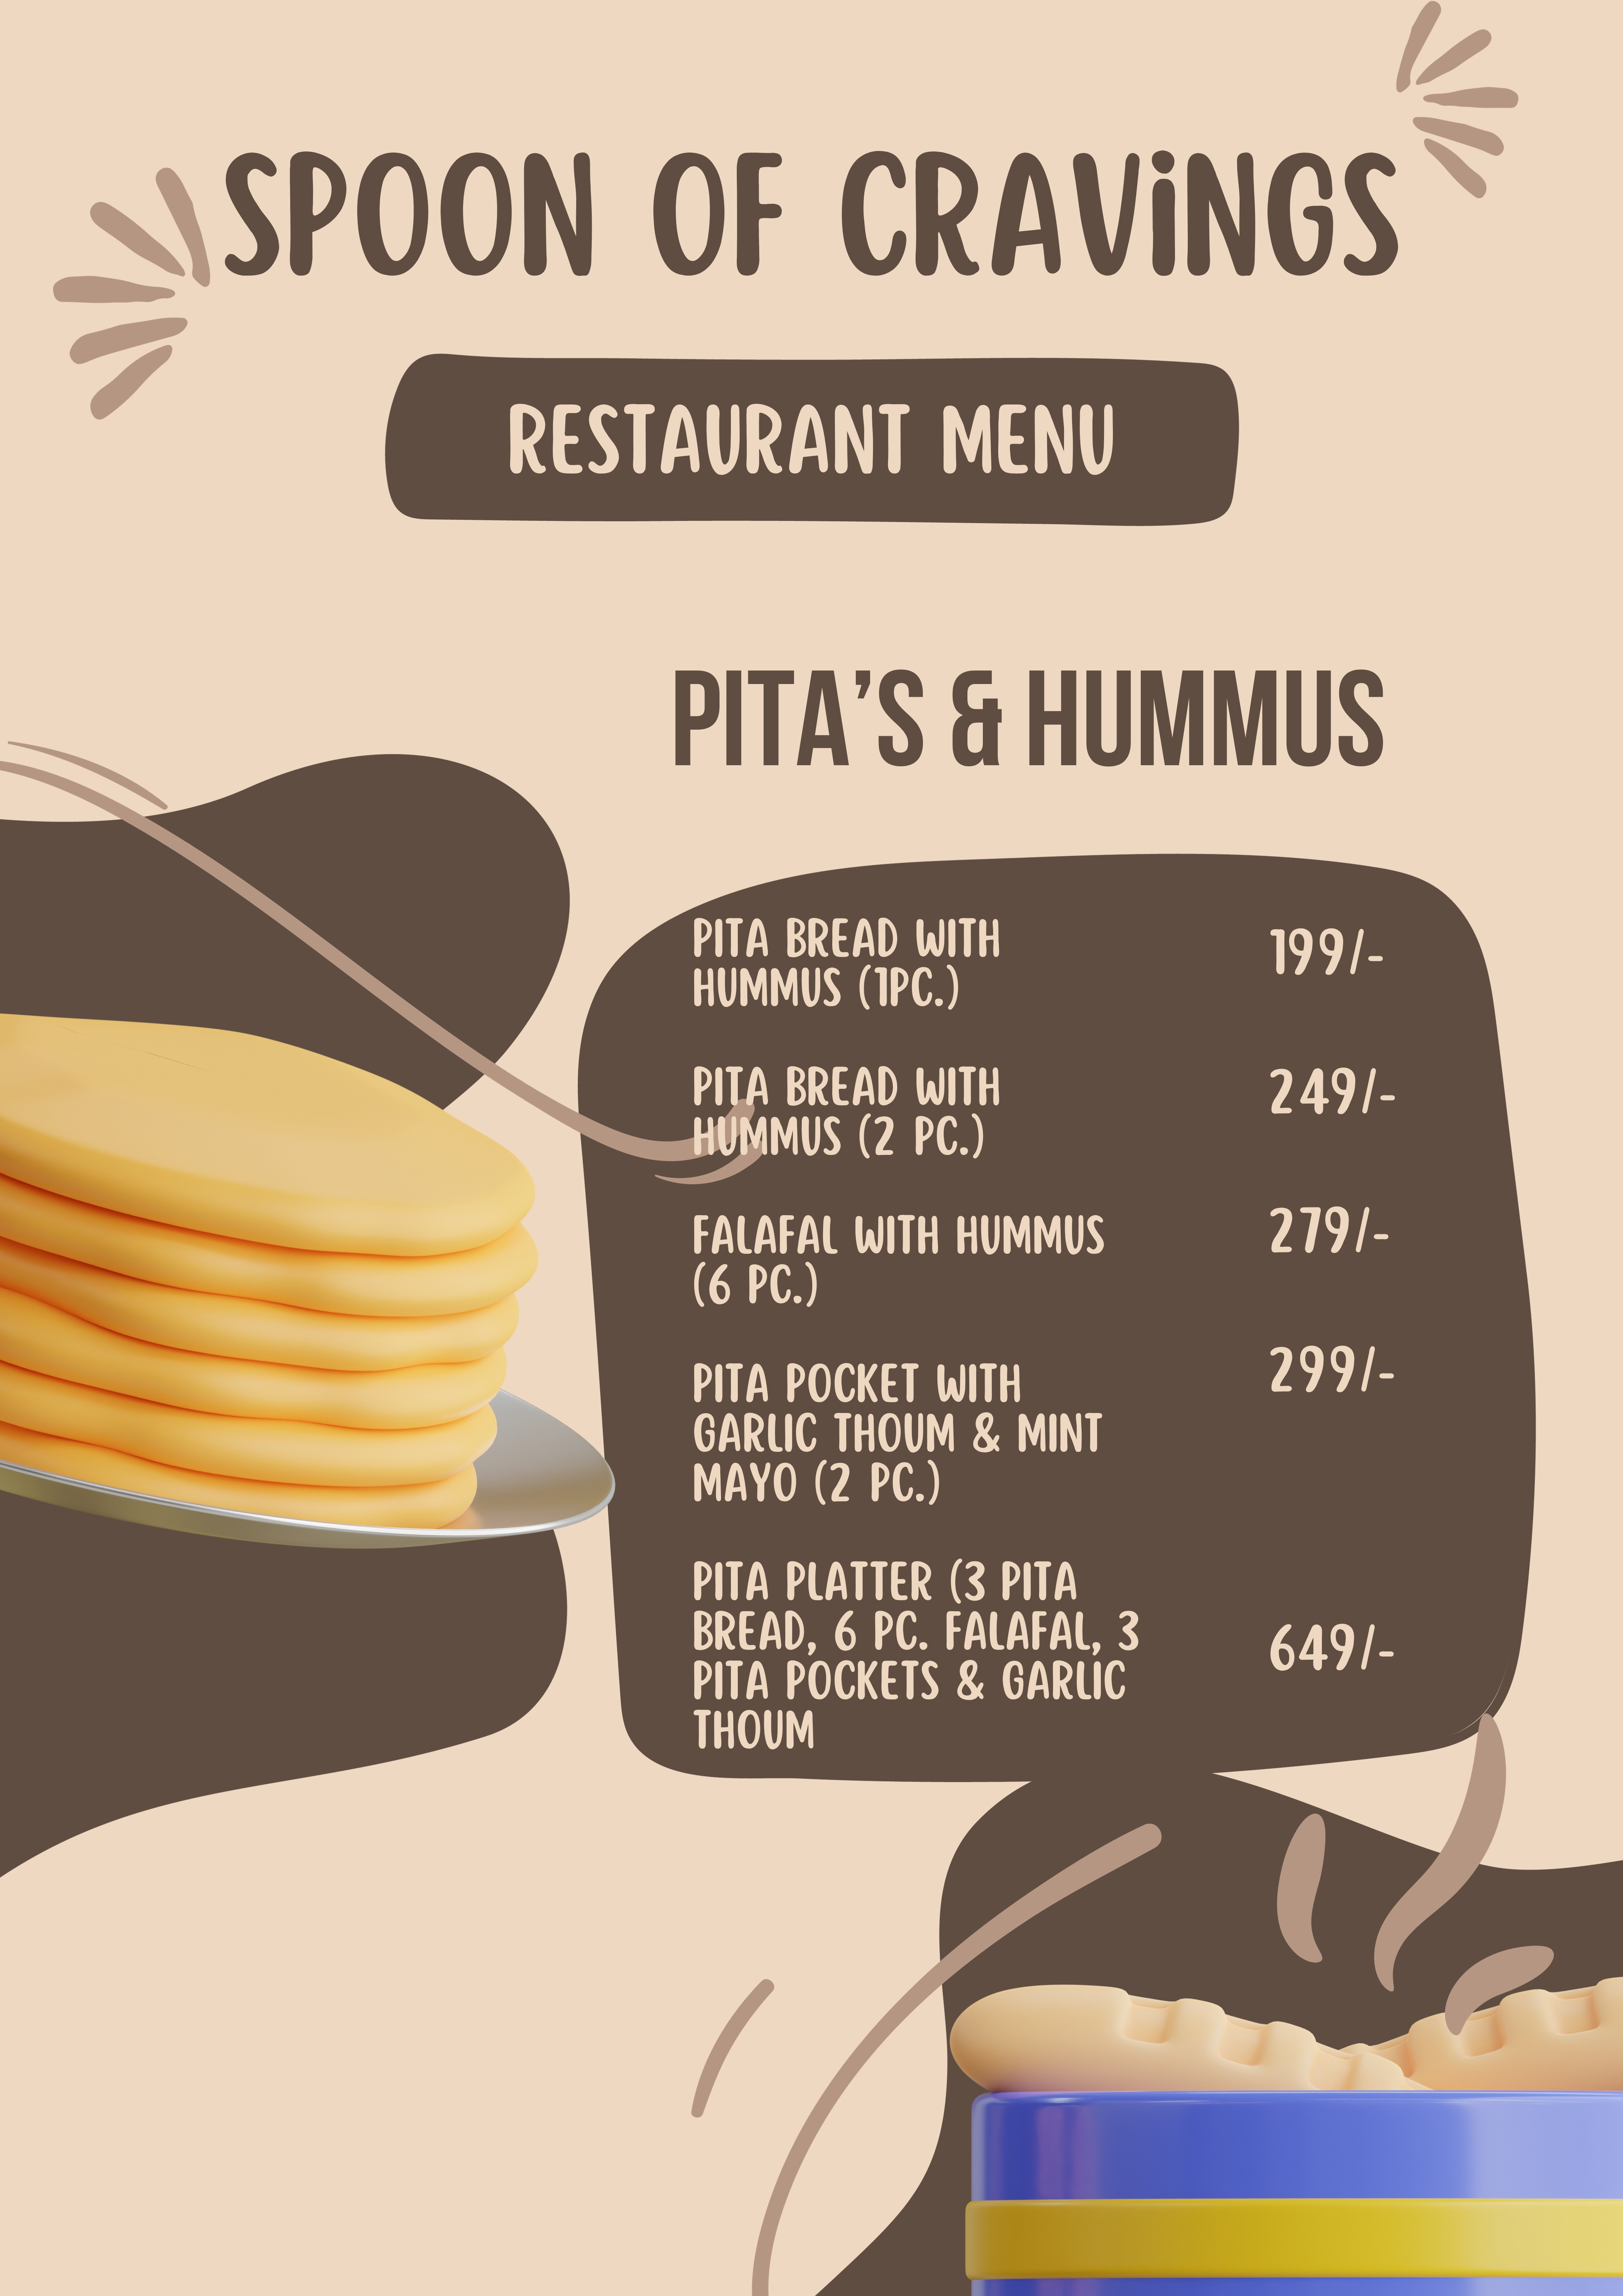 SPOON OF CRAVINGS
RESTAURANT MENU
PITA'S & HUMMUS
PITA BREAD WITH
HUMMUS (1PC.)
199/-
PITA BREAD WITH
HUMMUS (2 PC.)
249/-
FALAFAL WITH HUMMUS
(6 PC.)
279/-
PITA POCKET WITH
GARLIC THOUM & MINT
MAYO (2 PC.)
299/-
PITA PLATTER (3 PITA
BREAD, 6 PC. FALAFAL, 3
PITA POCKETS & GARLIC
THOUM
649/-